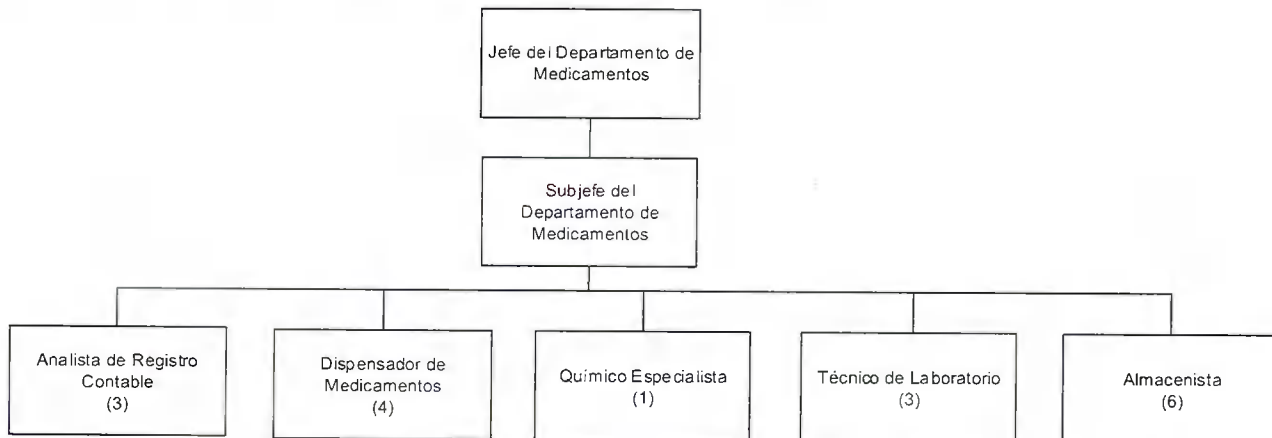 Jefe del Departamento de
Medicamentos
Subjefe del
Departamento de
Medicamentos
Analista de Registro
Contable
(3)
Dispensador de
Medicamentos
(4)
Químico Especialista
(1)
Técnico de Laboratorio
(3)
Almacenista
(6)